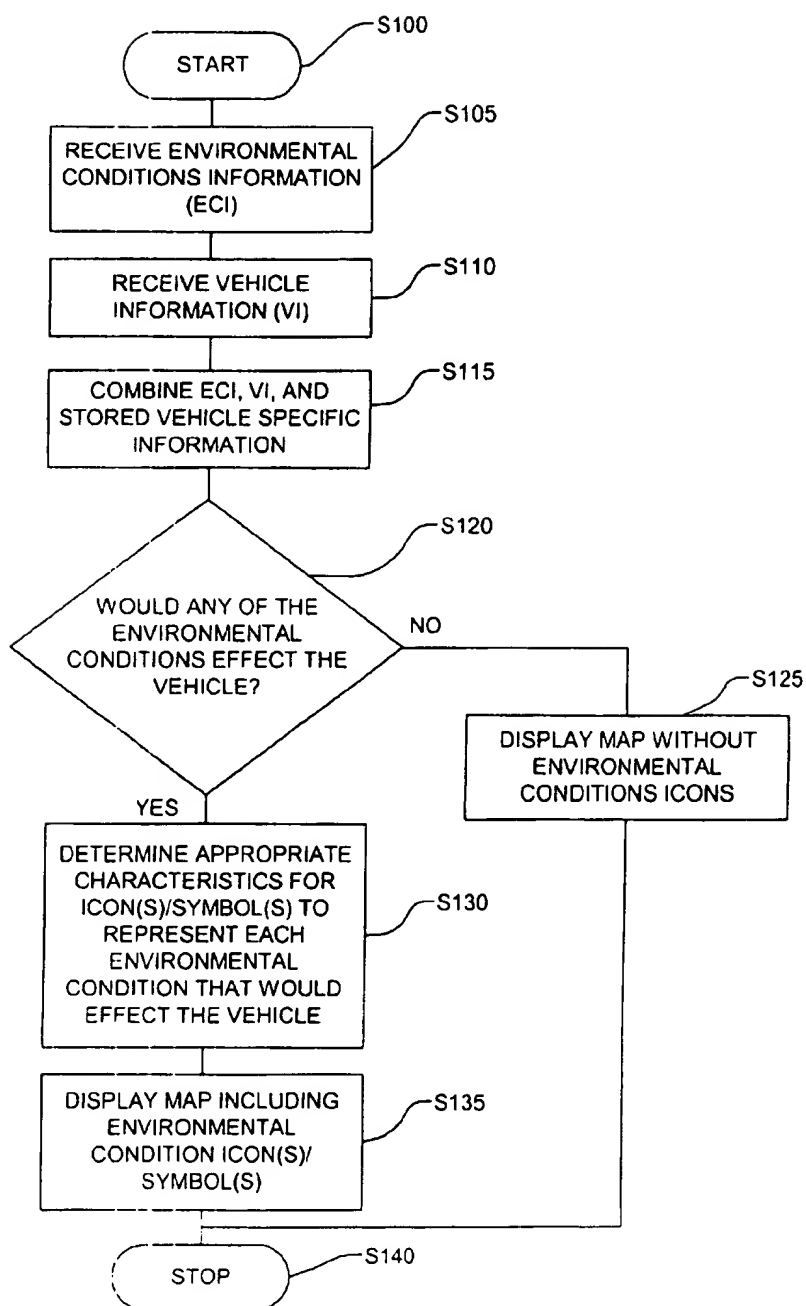 S100
START
S105
RECEIVE ENVIRONMENTAL
CONDITIONS INFORMATION
(ECI)
S110
RECEIVE VEHICLE
INFORMATION (VI)
S115
COMBINE ECI, VI, AND
STORED VEHICLE SPECIFIC
INFORMATION
S120
WOULD ANY OF THE
ENVIRONMENTAL
CONDITIONS EFFECT THE
VEHICLE?
NO
S125
DISPLAY MAP WITHOUT
ENVIRONMENTAL
CONDITIONS ICONS
YES
DETERMINE APPROPRIATE
CHARACTERISTICS FOR
ICON(S)/SYMBOL(S) TO
REPRESENT EACH
ENVIRONMENTAL
CONDITION THAT WOULD
EFFECT THE VEHICLE
S130
DISPLAY MAP INCLUDING
ENVIRONMENTAL
CONDITION ICON(S)/
SYMBOL(S)
S135
STOP
S140